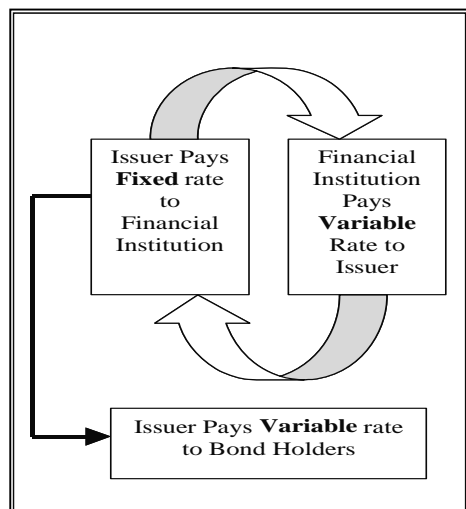 Issuer Pays
Fixed rate
to
Financial
Institution
Financial
Institution
Pays
Variable
Rate to
Issuer
Issuer Pays Variable rate
to Bond Holders